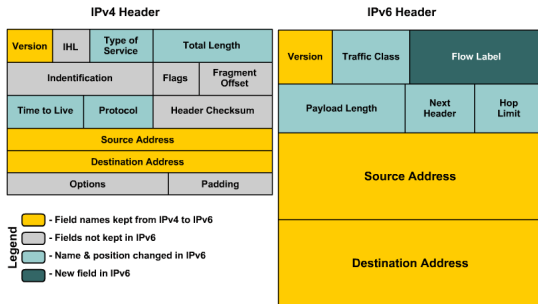 IPv4 Header
Version IHL Type of Service Total Length
Indentification Flags Fragment Offset
Time to Live Protocol Header Checksum
Source Address
Destination Address
Options Padding
Legend
- Field names kept from IPv4 to IPv6
- Fields not kept in IPv6
- Name & position changed in IPv6
- New field in IPv6
IPv6 Header
Version Traffic Class Flow Label
Payload Length Next Header Hop Limit
Source Address
Destination Address